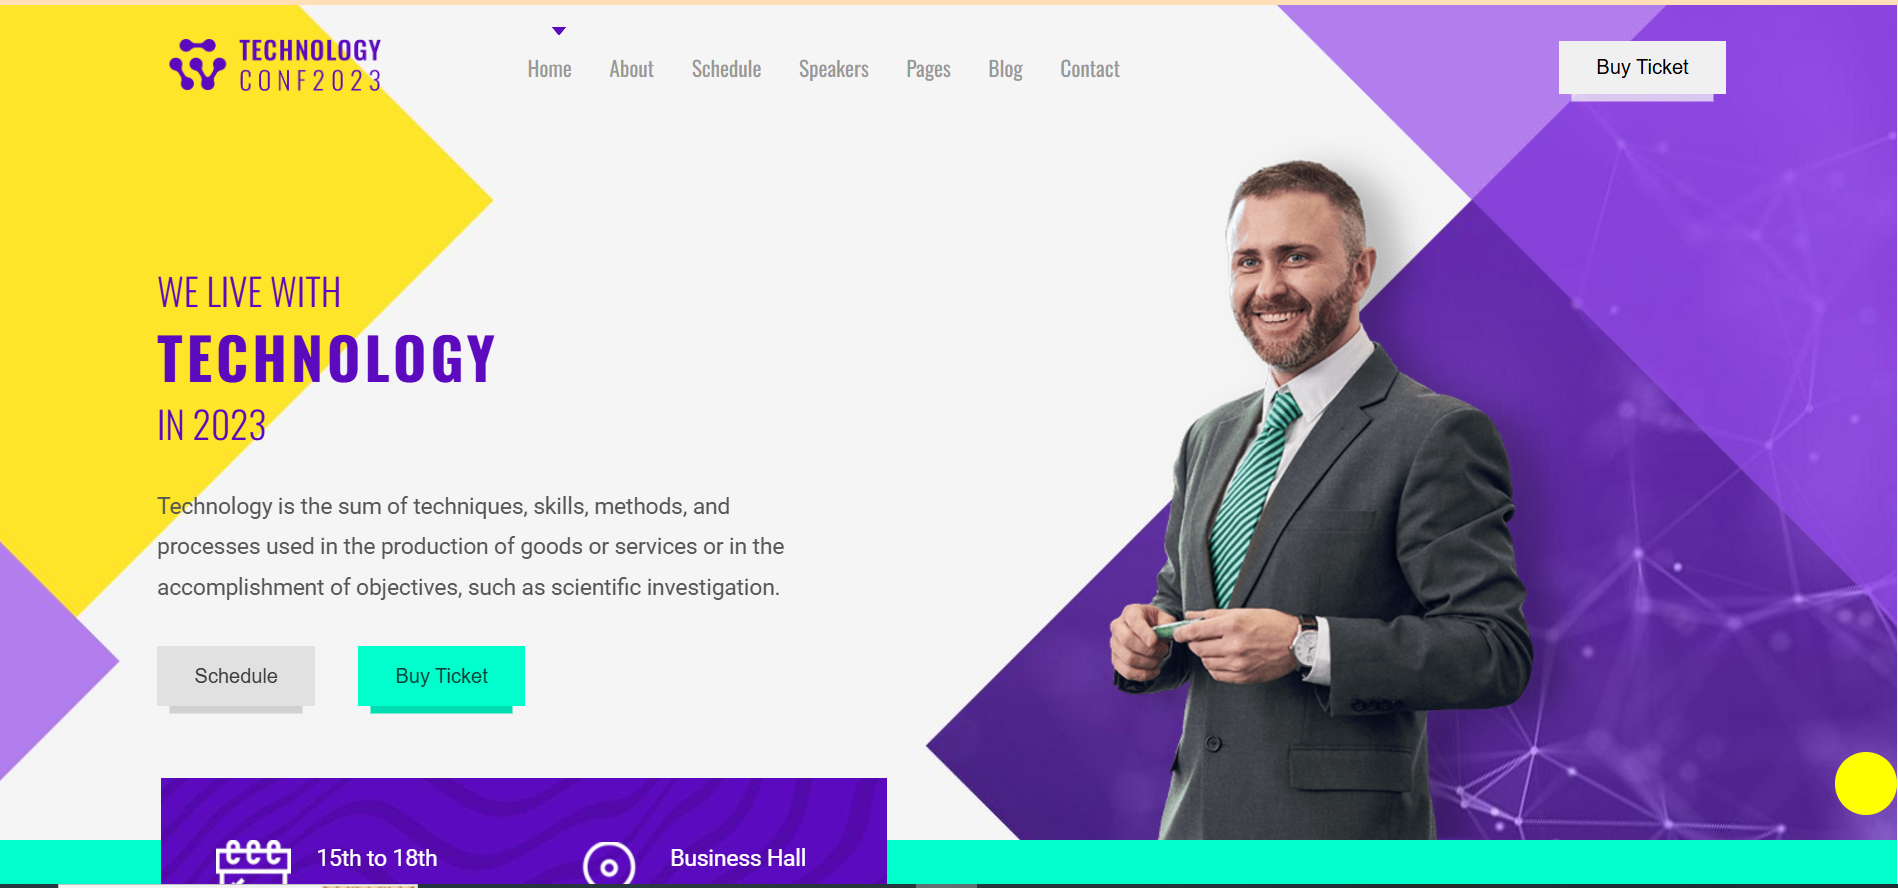 TECHNOLOGY
CONF2023
Home About Schedule Speakers Pages Blog Contact
Buy Ticket
WE LIVE WITH
TECHNOLOGY
IN 2023
Technology is the sum of techniques, skills, methods, and
processes used in the production of goods or services or in the
accomplishment of objectives, such as scientific investigation.
Schedule
Buy Ticket
15th to 18th
Business Hall